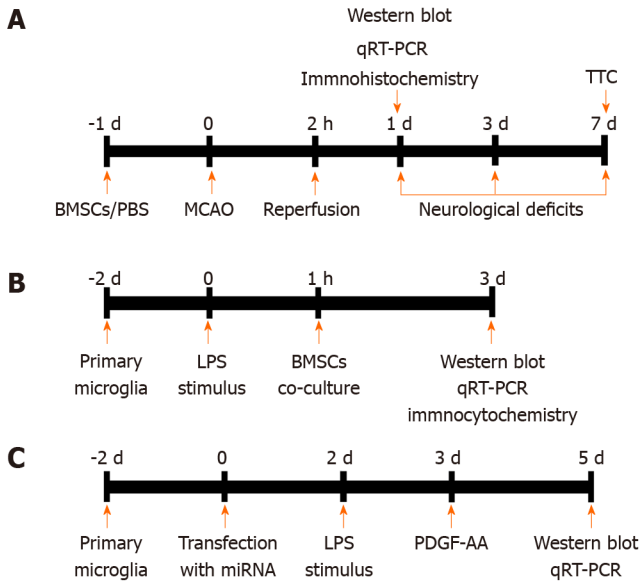 A
Western blot
qRT-PCR
Immnohistochemistry
TTC
-1 d 0 2 h 1 d 3 d 7 d
BMSCs/PBS MCAO Reperfusion Neurological deficits
B
-2 d 0 1 h 3 d
Primary LPS BMSCs Western blot
microglia stimulus co-culture qRT-PCR
immnocytochemistry
C
-2 d 0 2 d 3 d 5 d
Primary Transfection LPS PDGF-AA Western blot
microglia with miRNA stimulus qRT-PCR